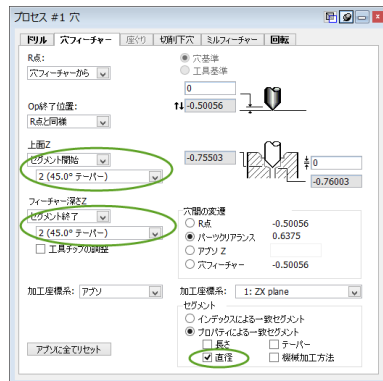 プロセス #1 穴
ドリル 穴フィーチャー 座ぐり 切削下穴 ミルフィーチャー 回転
R点:
穴フィーチャーから
穴基準
工具基準
0
Op終了位置:
-0.50056
R点と同様
上面Z
セグメント開始
-0.75503
0
2 (45.0° テーパー)
-0.76003
フィーチャー深さZ
セグメント終了
2 (45.0° テーパー)
工具チップの調整
穴間の変遷
R点 -0.50056
パーツクリアランス 0.6375
アプソ Z
穴フィーチャー -0.50056
加工座標系: アプソ
加工座標系: 1: ZX plane
セグメント
インデックスによる一致セグメント
プロパティによる一致セグメント
長さ テーパー
直径 機械加工方法
アプソに全てリセット